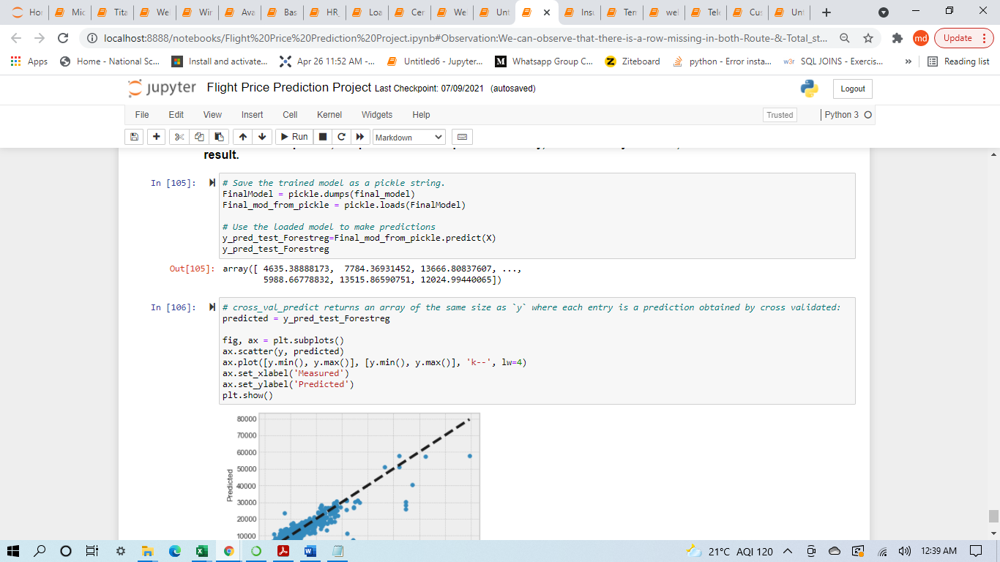 Hor
Mic
Tita
Wel
Wir
Ava
Bas
HR_
Loa
Cer
We
Unt
Insu
Terr
wel
Tele
Cus
Unt
localhost:8888/notebooks/Flight%20Price%20Prediction%20Project.ipynb#Observation:We-can-observe-that-there-is-a-row-missing-in-both-Route-&-Total_st...
md
Update
Apps
Home - National Sc...
Install and activate...
Apr 26 11:52 AM -...
Untitled6 - Jupyter...
Whatsapp Group C...
Ziteboard
python - Error insta...
w3r SQL JOINS - Exercis...
»
Reading list
jupyter Flight Price Prediction Project Last Checkpoint: 07/09/2021 (autosaved)
Logout
File Edit View Insert Cell Kernel Widgets Help
Trusted
Python 3
Run
Markdown
result.
In [105]:
# Save the trained model as a pickle string.
FinalModel = pickle.dumps(final_model)
Final_mod_from_pickle = pickle.loads(FinalModel)
# Use the loaded model to make predictions
y_pred_test_Forestreg=Final_mod_from_pickle.predict(X)
y_pred_test_Forestreg
Out[105]: array([ 4635.38888173, 7784.36931452, 13666.80837607, ...,
5988.66778832, 13515.86590751, 12024.99440065])
In [106]:
# cross_val_predict returns an array of the same size as `y` where each entry is a prediction obtained by cross validated:
predicted = y_pred_test_Forestreg
fig, ax = plt.subplots()
ax.scatter(y, predicted)
ax.plot([y.min(), y.max()], [y.min(), y.max()], 'k--', lw=4)
ax.set_xlabel('Measured')
ax.set_ylabel('Predicted')
plt.show()
80000
70000
60000
50000
40000
30000
20000
10000
Predicted
21°C AQI 120
12:39 AM